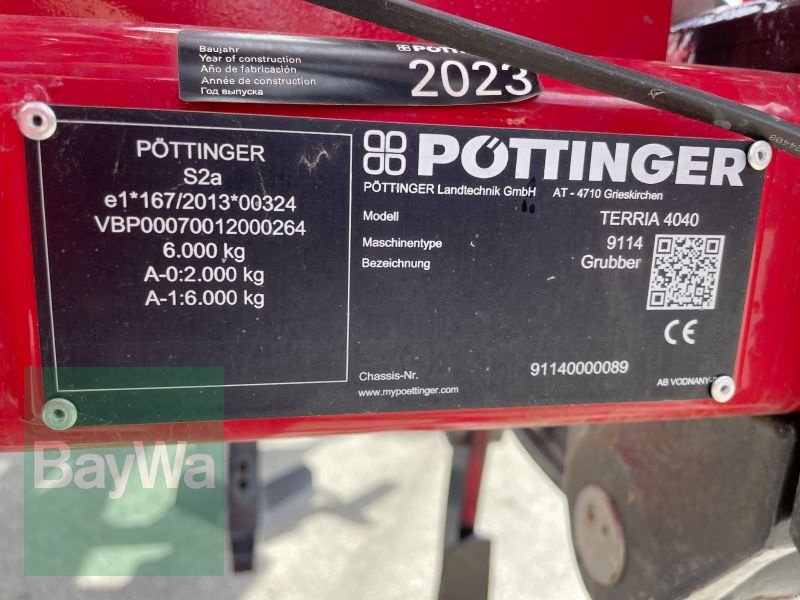 Baujahr
Year of construction
Año de fabricación
Année de construction
Год выпуска
2023
PÖTTINGER
S2a
e1*167/2013*00324
VBP00070012000264
6.000 kg
A-0:2.000 kg
A-1:6.000 kg
PÖTTINGER
PÖTTINGER Landtechnik GmbH AT - 4710 Grieskirchen
Modell TERRIA 4040
Maschinentype 9114
Bezeichnung Grubber
CE
Chassis-Nr. 91140000089
www.mypoettinger.com
AB VODNANY
BayWa